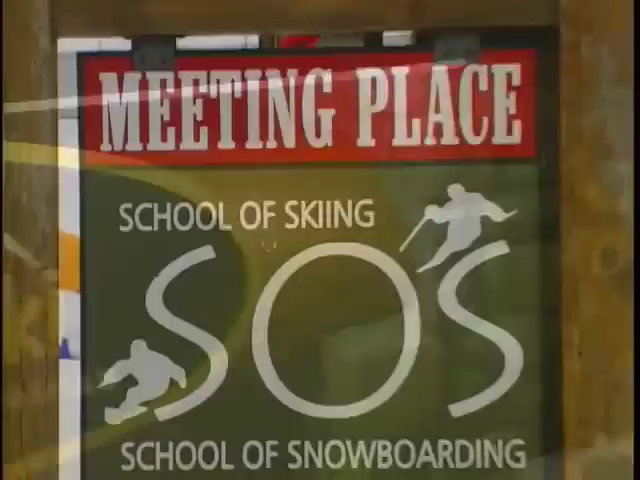 MEETING PLACE
SCHOOL OF SKIING
SOS
SCHOOL OF SNOWBOARDING